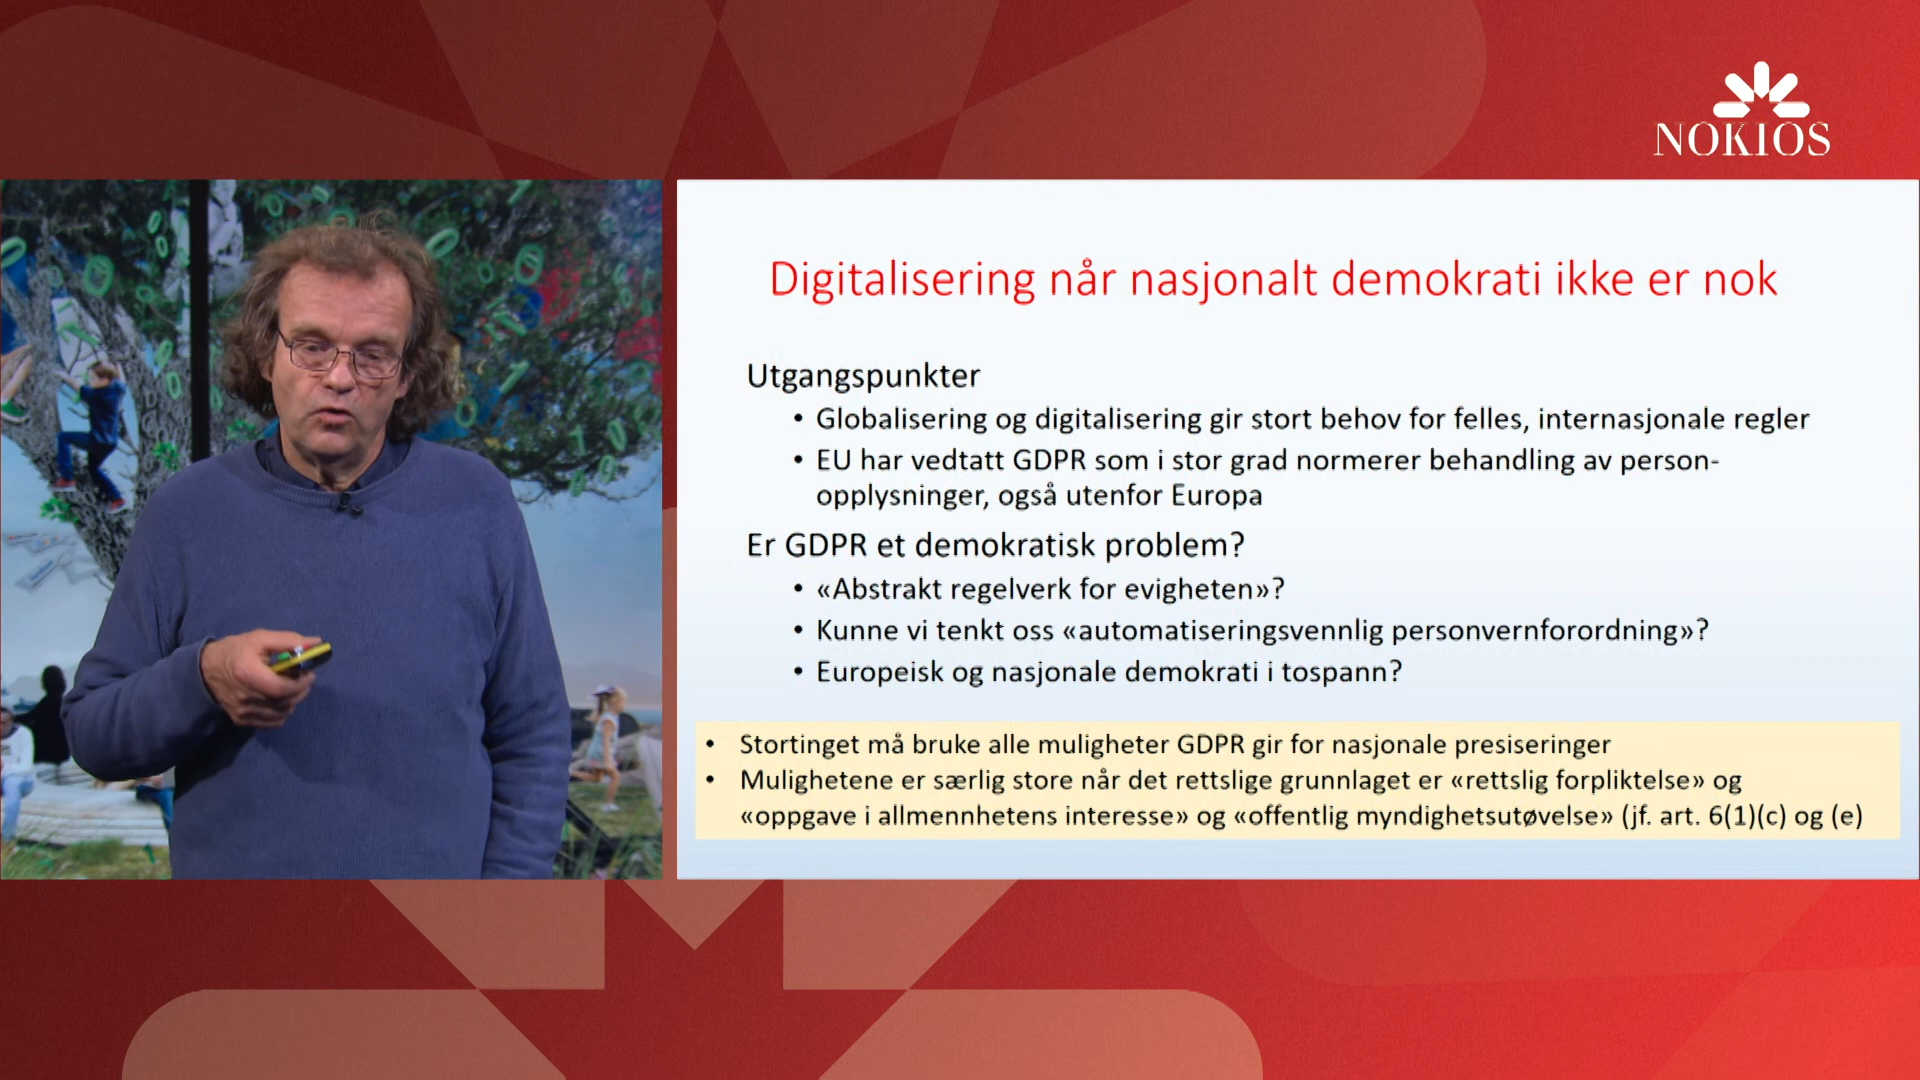 NOKIOS
Digitalisering når nasjonalt demokrati ikke er nok
Utgangspunkter
• Globalisering og digitalisering gir stort behov for felles, internasjonale regler
• EU har vedtatt GDPR som i stor grad normerer behandling av person-
opplysninger, også utenfor Europa
Er GDPR et demokratisk problem?
• «Abstrakt regelverk for evigheten»?
• Kunne vi tenkt oss «automatiseringsvennlig personvernforordning»?
• Europeisk og nasjonale demokrati i tospann?
• Stortinget må bruke alle muligheter GDPR gir for nasjonale presiseringer
• Mulighetene er særlig store når det rettslige grunnlaget er «rettslig forpliktelse» og
«oppgave i allmennhetens interesse» og «offentlig myndighetsutøvelse» (jf. art. 6(1)(c) og (e)